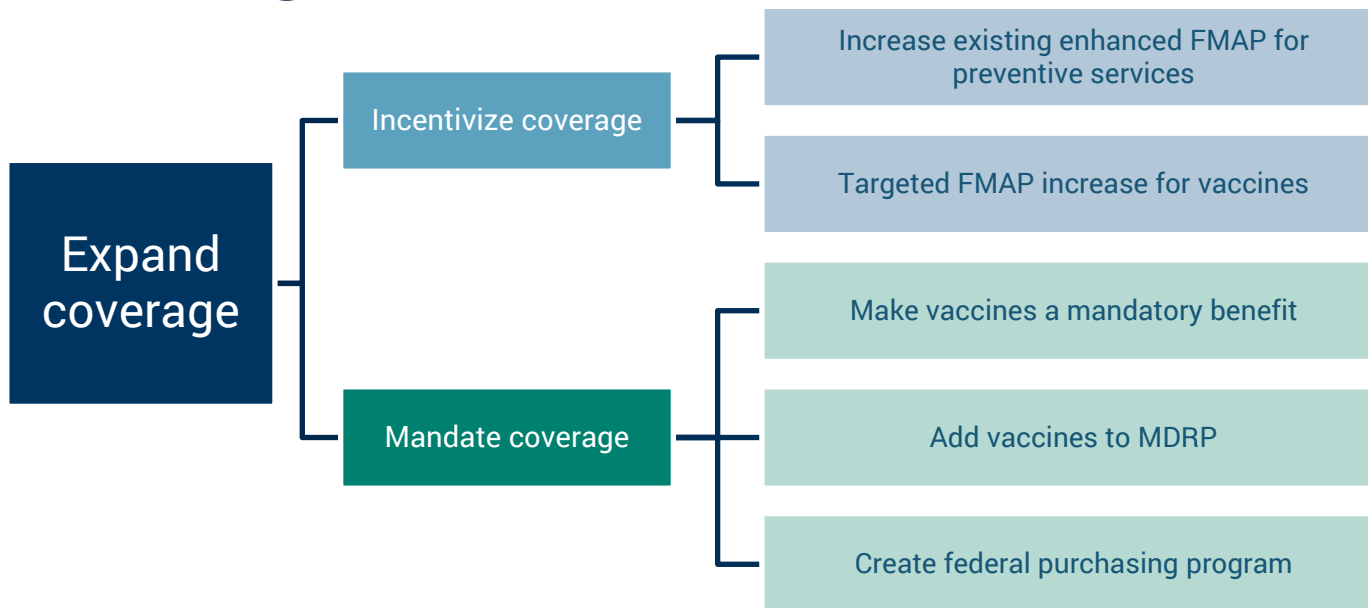 Expand
coverage
Incentivize coverage
Increase existing enhanced FMAP for
preventive services
Targeted FMAP increase for vaccines
Mandate coverage
Make vaccines a mandatory benefit
Add vaccines to MDRP
Create federal purchasing program